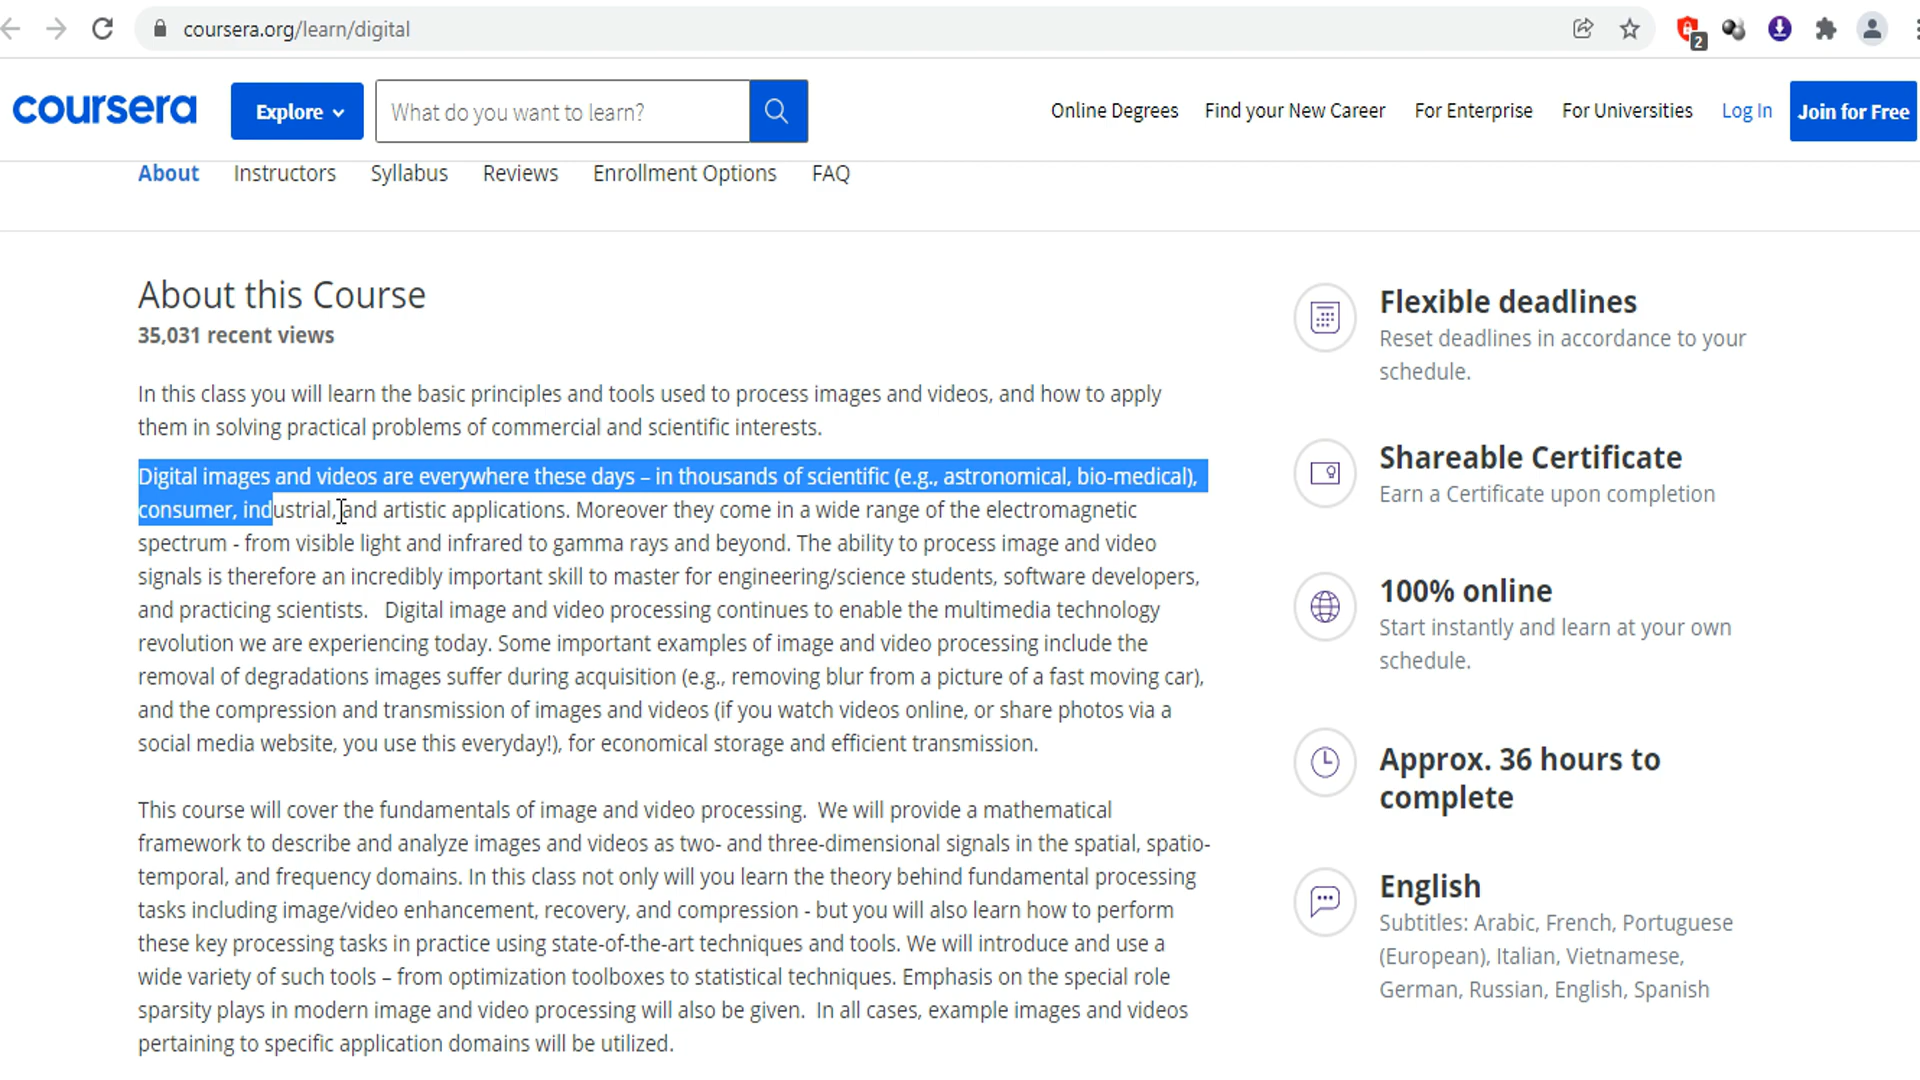 coursera.org/learn/digital
2
coursera
Explore
What do you want to learn?
Online Degrees
Find your New Career
For Enterprise
For Universities
Log In
Join for Free
About
Instructors
Syllabus
Reviews
Enrollment Options
FAQ
About this Course
35,031 recent views
In this class you will learn the basic principles and tools used to process images and videos, and how to apply
them in solving practical problems of commercial and scientific interests.
Digital images and videos are everywhere these days – in thousands of scientific (e.g., astronomical, bio-medical),
consumer, industrial, and artistic applications. Moreover they come in a wide range of the electromagnetic
spectrum - from visible light and infrared to gamma rays and beyond. The ability to process image and video
signals is therefore an incredibly important skill to master for engineering/science students, software developers,
and practicing scientists.   Digital image and video processing continues to enable the multimedia technology
revolution we are experiencing today. Some important examples of image and video processing include the
removal of degradations images suffer during acquisition (e.g., removing blur from a picture of a fast moving car),
and the compression and transmission of images and videos (if you watch videos online, or share photos via a
social media website, you use this everyday!), for economical storage and efficient transmission.
This course will cover the fundamentals of image and video processing.  We will provide a mathematical
framework to describe and analyze images and videos as two- and three-dimensional signals in the spatial, spatio-
temporal, and frequency domains. In this class not only will you learn the theory behind fundamental processing
tasks including image/video enhancement, recovery, and compression - but you will also learn how to perform
these key processing tasks in practice using state-of-the-art techniques and tools. We will introduce and use a
wide variety of such tools – from optimization toolboxes to statistical techniques. Emphasis on the special role
sparsity plays in modern image and video processing will also be given.  In all cases, example images and videos
pertaining to specific application domains will be utilized.
Flexible deadlines
Reset deadlines in accordance to your
schedule.
Shareable Certificate
Earn a Certificate upon completion
100% online
Start instantly and learn at your own
schedule.
Approx. 36 hours to
complete
English
Subtitles: Arabic, French, Portuguese
(European), Italian, Vietnamese,
German, Russian, English, Spanish